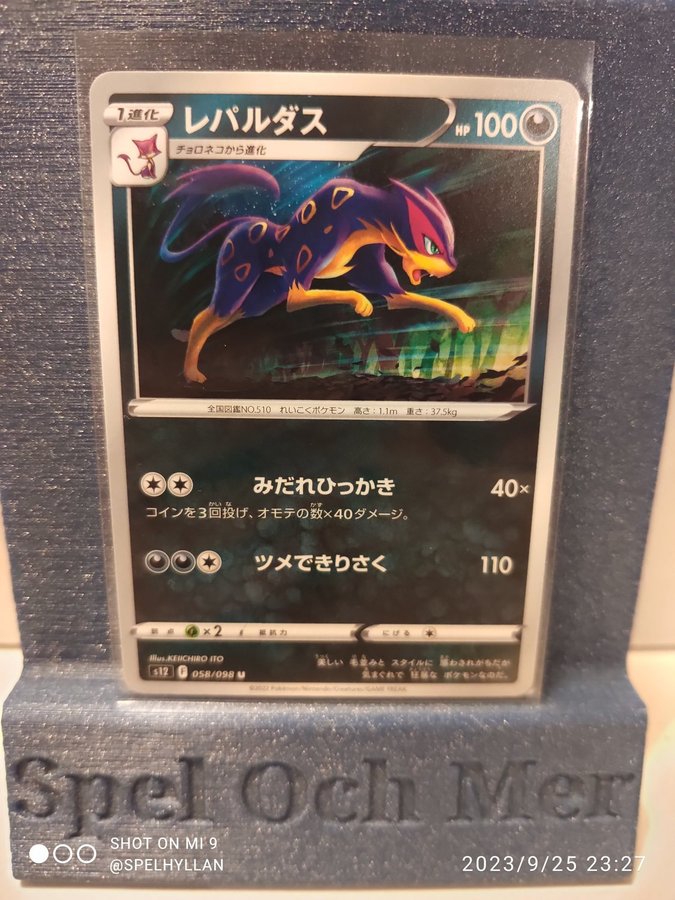 1進化
レパルダス
HP 100
チョロネコから進化
全国図鑑NO.510 れいこくポケモン 高さ:1.1m 重さ:37.5kg
みだれひっかき 40×
コインを3回投げ、オモテの数×40ダメージ。
ツメできりさく 110
弱点 ×2 抵抗力 にげる
Illus.KEIICHIRO ITO
美しい 毛並みと スタイルに 惑わされがちだか
気まぐれで 狂暴な ポケモンなのだ。
s12 F 058/098 U
©2022 Pokémon/Nintendo/Creatures/GAME FREAK
Spel Och Mer
SHOT ON MI 9
@SPELHYLLAN
2023/9/25 23:27